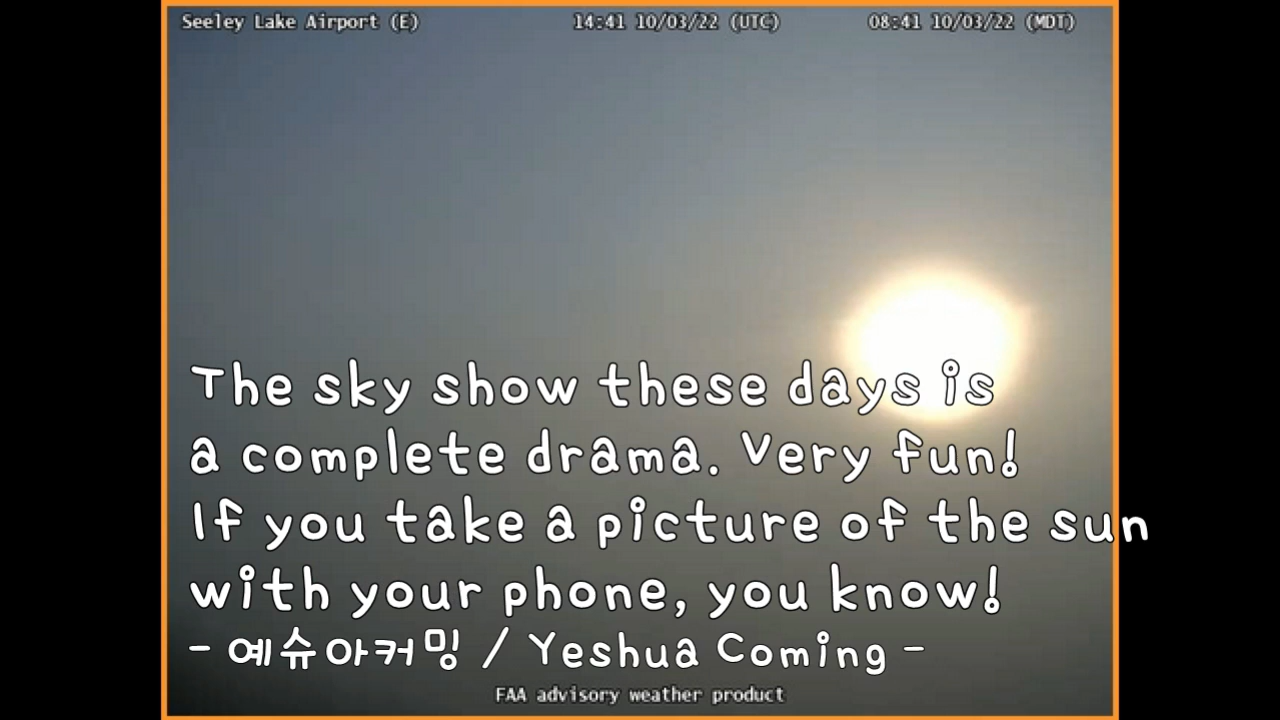 Seeley Lake Airport (E) 14:41 10/03/22 (UTC) 08:41 10/03/22 (MDT)
The sky show these days is
a complete drama. Very fun!
If you take a picture of the sun
with your phone, you know!
- 예슈아커밍 / Yeshua Coming -
FAA advisory weather product